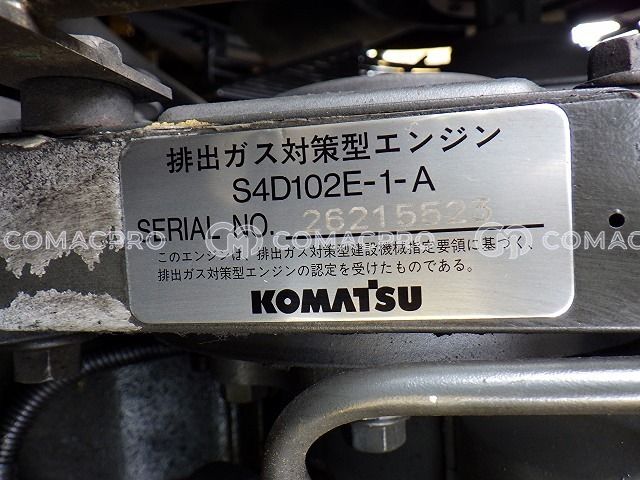 排出ガス対策型エンジン
S4D102E-1-A
SERIAL NO. 26215523
COMACPRO COMACPRO COMACPRO
このエンジンは、排出ガス対策型建設機械指定要領に基づく、
排出ガス対策型エンジンの認定を受けたものである。
KOMATSU